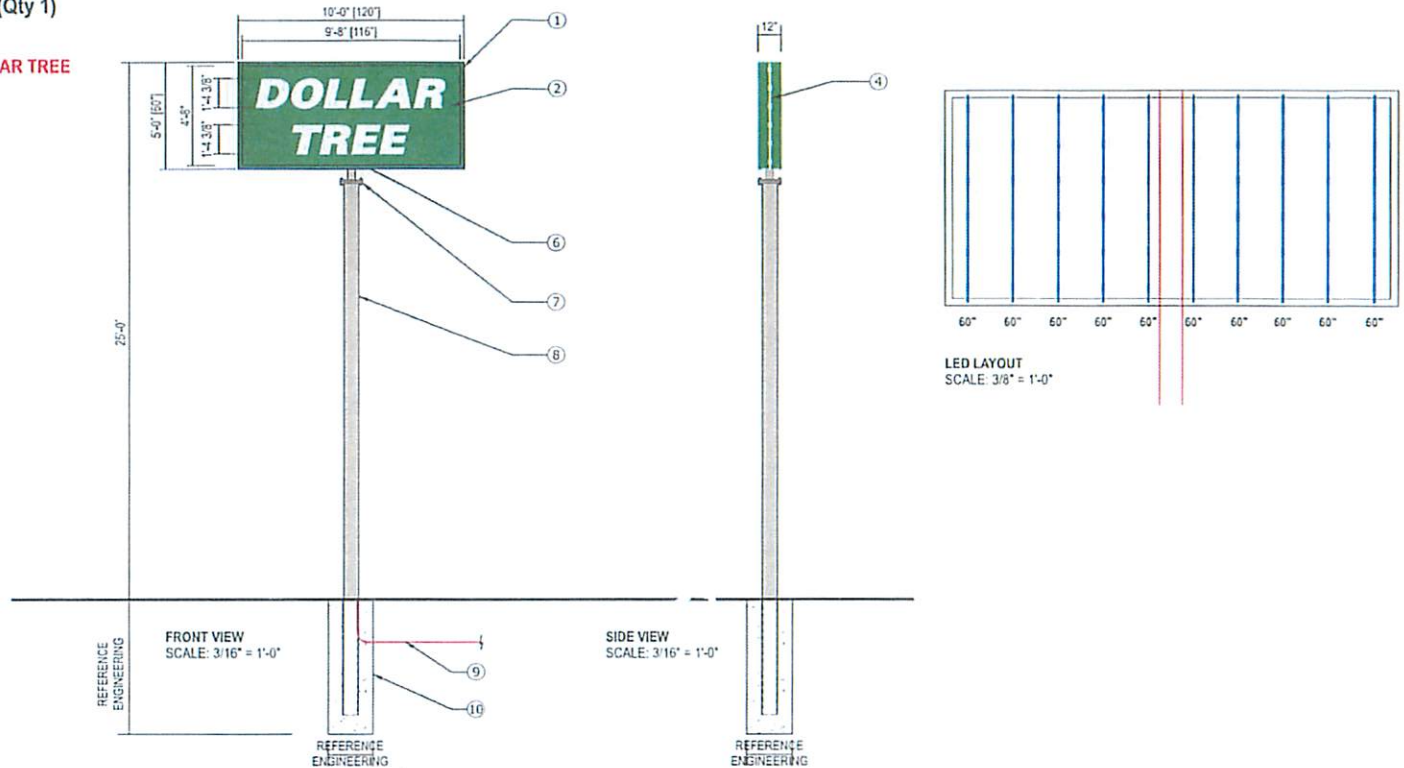 (Qty 1)
AR TREE
10'-0" [120"]
9'-8" [116"]
5'-0" [60"]
4'-8"
1'-4 3/8"
1'-4 3/8"
DOLLAR
TREE
1
2
6
7
8
25'-0"
REFERENCE
ENGINEERING
FRONT VIEW
SCALE: 3/16" = 1'-0"
9
10
REFERENCE
ENGINEERING
12"
4
SIDE VIEW
SCALE: 3/16" = 1'-0"
REFERENCE
ENGINEERING
60" 60" 60" 60" 60" 60" 60" 60" 60" 60"
LED LAYOUT
SCALE: 3/8" = 1'-0"